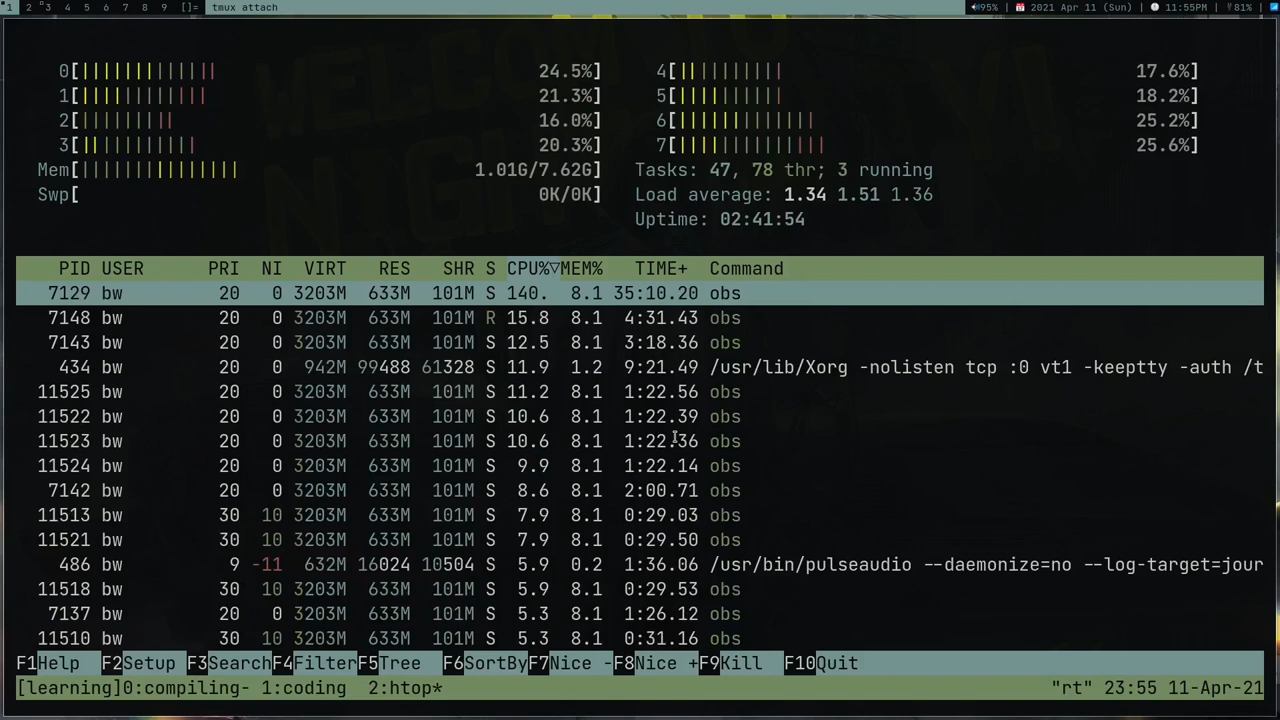 1 2 3 4 5 6 7 8 9 []= tmux attach 95% | 2021 Apr 11 (Sun) | 11:55PM | 81% |
0[||||||||||||||| 24.5%] 4[|||||||||||| 17.6%]
1[|||||||||||||| 21.3%] 5[|||||||||||| 18.2%]
2[|||||||||| 16.0%] 6[|||||||||||||||| 25.2%]
3[||||||||||||| 20.3%] 7[||||||||||||||||| 25.6%]
Mem[|||||||||||||||||| 1.01G/7.62G] Tasks: 47, 78 thr; 3 running
Swp[ 0K/0K] Load average: 1.34 1.51 1.36
Uptime: 02:41:54
PID USER PRI NI VIRT RES SHR S CPU%▽MEM% TIME+ Command
7129 bw 20 0 3203M 633M 101M S 140. 8.1 35:10.20 obs
7148 bw 20 0 3203M 633M 101M R 15.8 8.1 4:31.43 obs
7143 bw 20 0 3203M 633M 101M S 12.5 8.1 3:18.36 obs
434 bw 20 0 942M 99488 61328 S 11.9 1.2 9:21.49 /usr/lib/Xorg -nolisten tcp :0 vt1 -keeptty -auth /t
11525 bw 20 0 3203M 633M 101M S 11.2 8.1 1:22.56 obs
11522 bw 20 0 3203M 633M 101M S 10.6 8.1 1:22.39 obs
11523 bw 20 0 3203M 633M 101M S 10.6 8.1 1:22.36 obs
11524 bw 20 0 3203M 633M 101M S 9.9 8.1 1:22.14 obs
7142 bw 20 0 3203M 633M 101M S 8.6 8.1 2:00.71 obs
11513 bw 30 10 3203M 633M 101M S 7.9 8.1 0:29.03 obs
11521 bw 30 10 3203M 633M 101M S 7.9 8.1 0:29.50 obs
486 bw 9 -11 632M 16024 10504 S 5.9 0.2 1:36.06 /usr/bin/pulseaudio --daemonize=no --log-target=jour
11518 bw 30 10 3203M 633M 101M S 5.9 8.1 0:29.53 obs
7137 bw 20 0 3203M 633M 101M S 5.3 8.1 1:26.12 obs
11510 bw 30 10 3203M 633M 101M S 5.3 8.1 0:31.16 obs
F1Help F2Setup F3SearchF4FilterF5Tree F6SortByF7Nice -F8Nice +F9Kill F10Quit
[learning]0:compiling- 1:coding 2:htop* "rt" 23:55 11-Apr-21